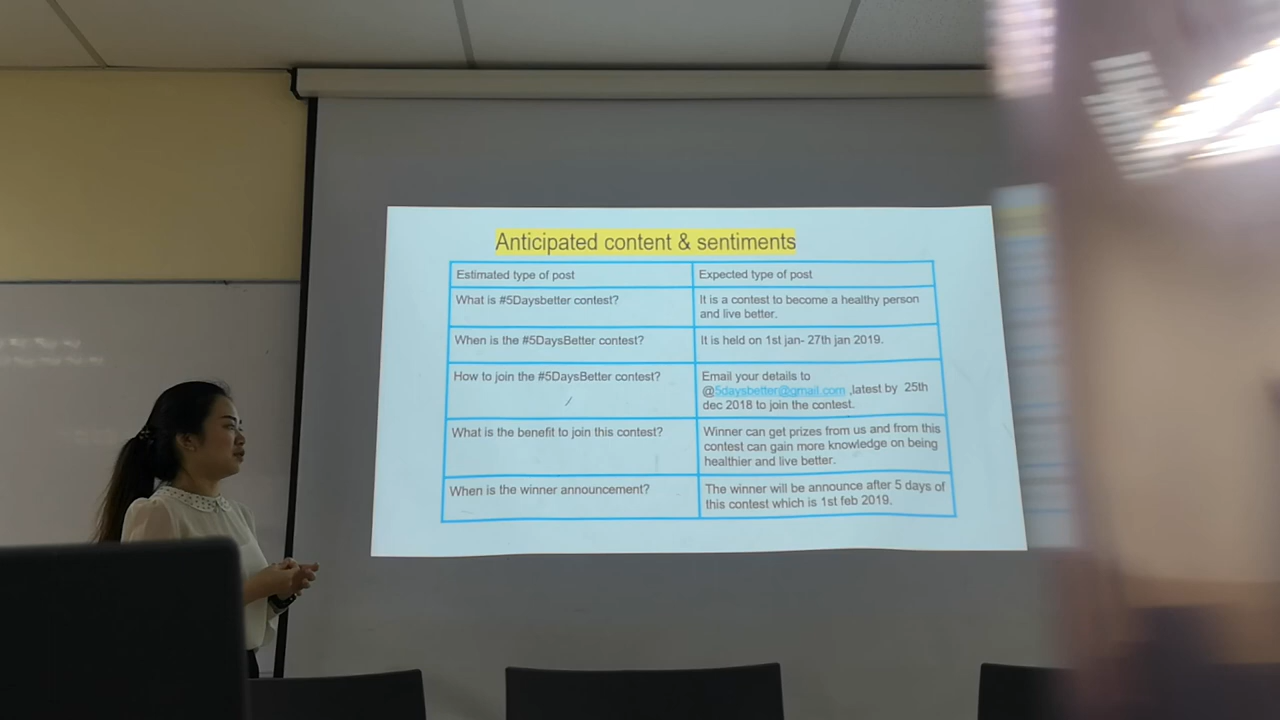 Anticipated content & sentiments
Estimated type of post
Expected type of post
What is #5Daysbetter contest?
It is a contest to become a healthy person
and live better.
When is the #5DaysBetter contest?
It is held on 1st jan- 27th jan 2019.
How to join the #5DaysBetter contest?
Email your details to
@5daysbetter@gmail.com ,latest by 25th
dec 2018 to join the contest.
What is the benefit to join this contest?
Winner can get prizes from us and from this
contest can gain more knowledge on being
healthier and live better.
When is the winner announcement?
The winner will be announce after 5 days of
this contest which is 1st feb 2019.